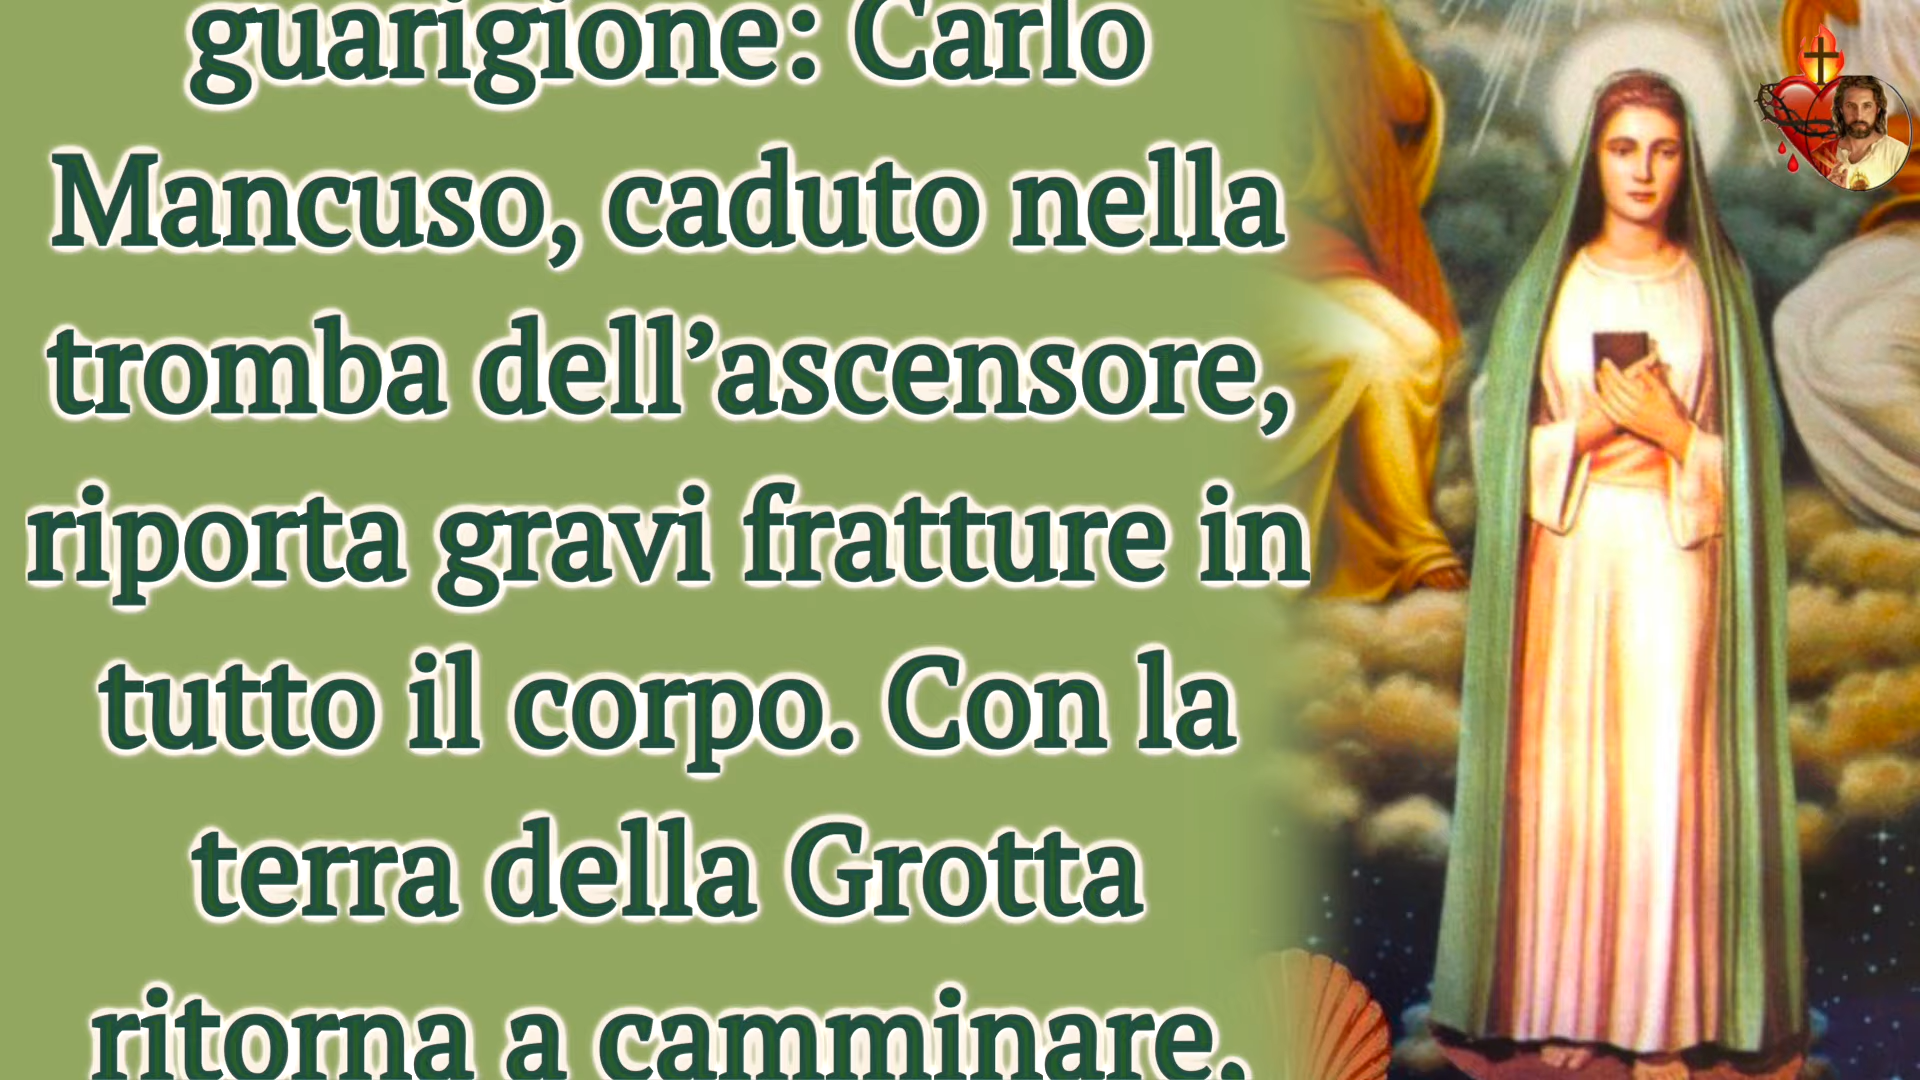 guarigione: Carlo
Mancuso, caduto nella
tromba dell’ascensore,
riporta gravi fratture in
tutto il corpo. Con la
terra della Grotta
ritorna a camminare.